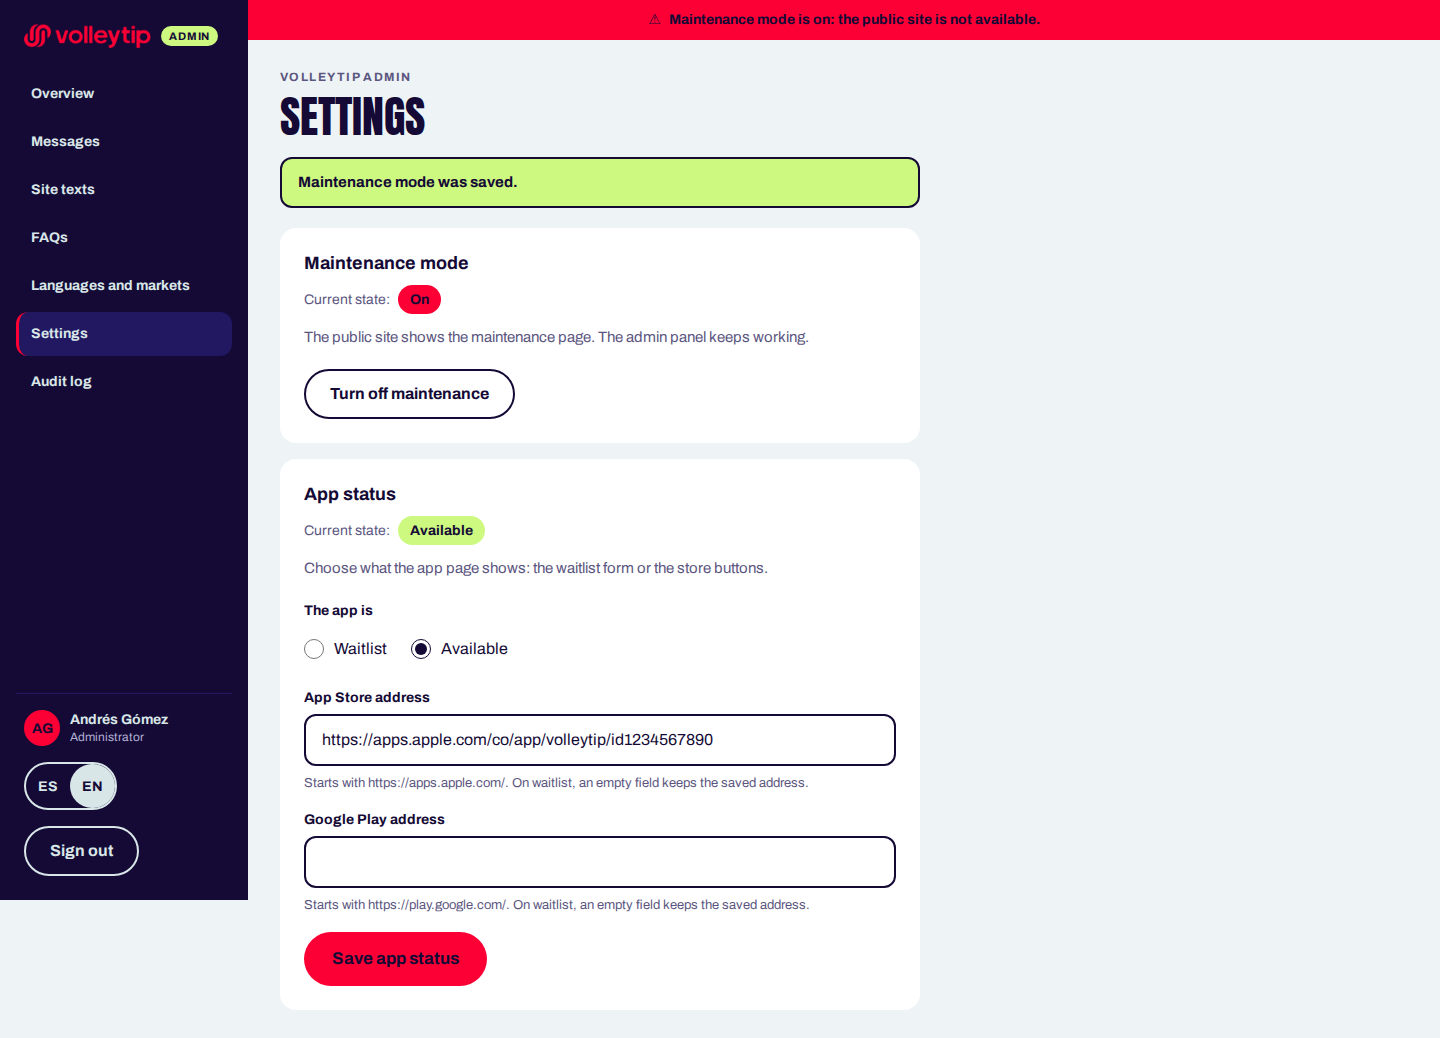 volleytip ADMIN
Overview
Messages
Site texts
FAQs
Languages and markets
Settings
Audit log
AG
Andrés Gómez
Administrator
ES EN
Sign out
⚠ Maintenance mode is on: the public site is not available.
VOLLEYTIP ADMIN
SETTINGS
Maintenance mode was saved.
Maintenance mode
Current state: On
The public site shows the maintenance page. The admin panel keeps working.
Turn off maintenance
App status
Current state: Available
Choose what the app page shows: the waitlist form or the store buttons.
The app is
Waitlist Available
App Store address
https://apps.apple.com/co/app/volleytip/id1234567890
Starts with https://apps.apple.com/. On waitlist, an empty field keeps the saved address.
Google Play address
Starts with https://play.google.com/. On waitlist, an empty field keeps the saved address.
Save app status